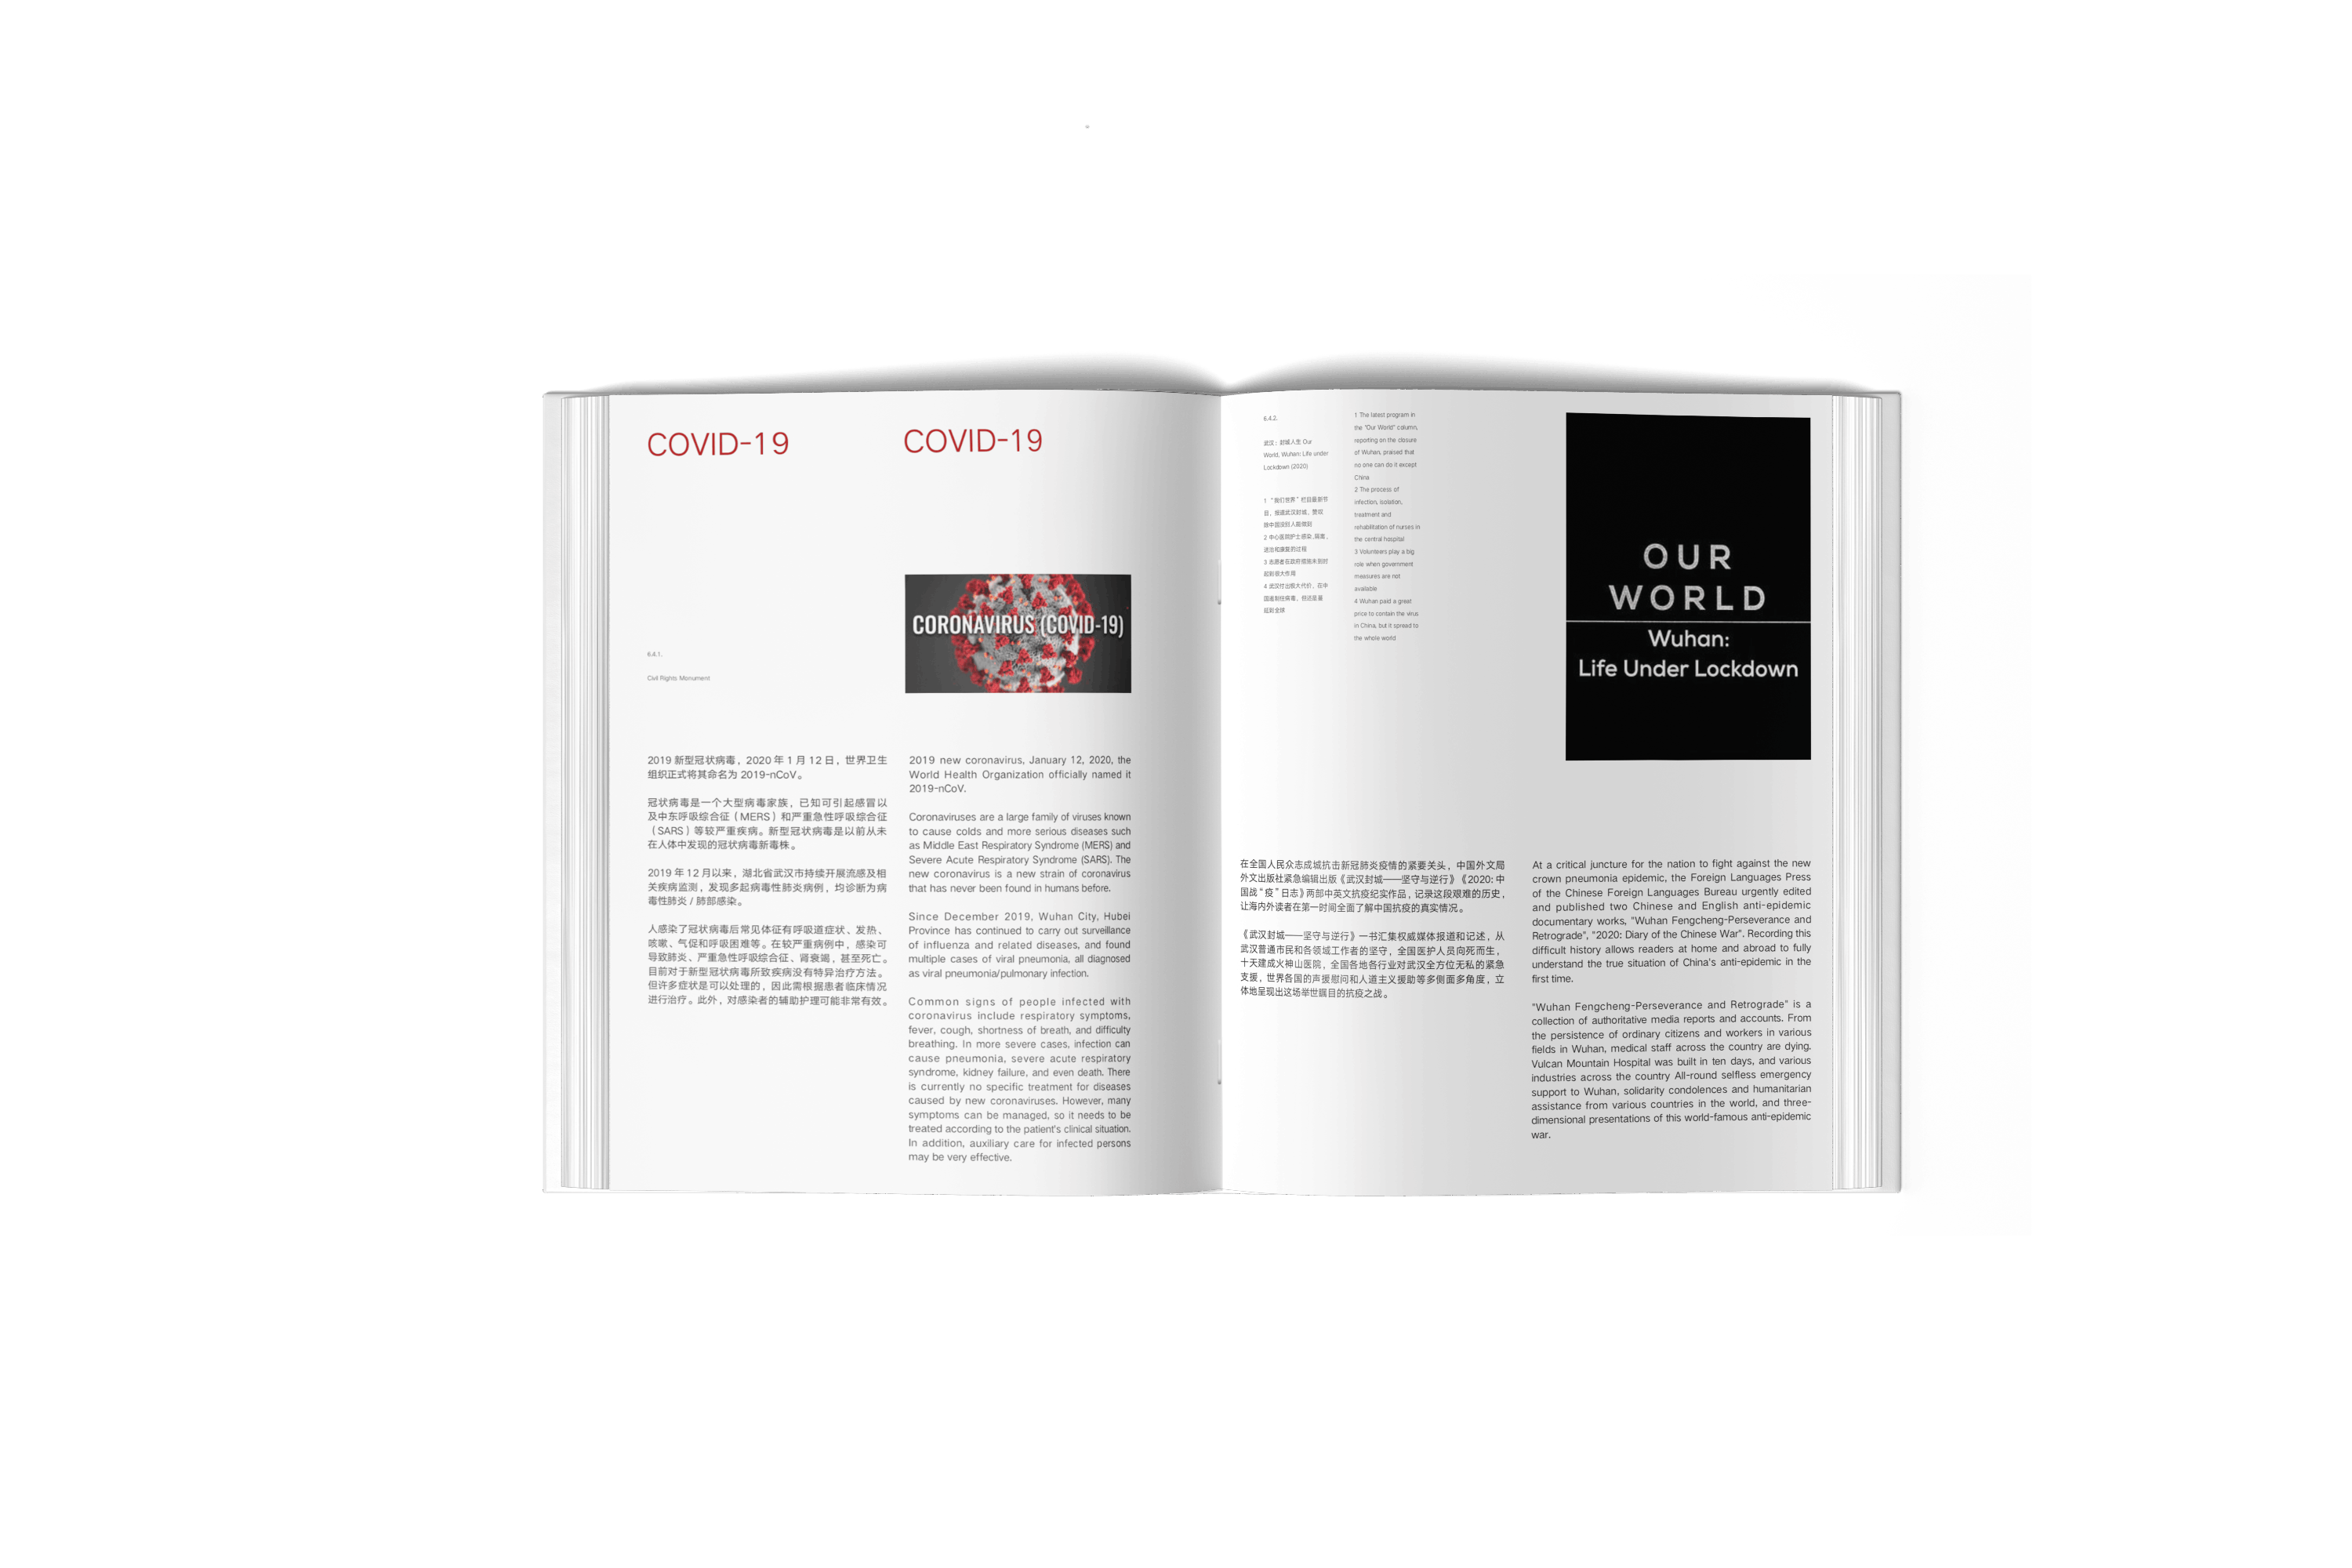 COVID-19
COVID-19
CORONAVIRUS (COVID-19)
6.4.1.
Civil Rights Monument
2019 新型冠状病毒，2020 年 1 月 12 日，世界卫生
组织正式将其命名为 2019-nCoV。
冠状病毒是一个大型病毒家族，已知可引起感冒以
及中东呼吸综合征（MERS）和严重急性呼吸综合征
（SARS）等较严重疾病。新型冠状病毒是以前从未
在人体中发现的冠状病毒新毒株。
2019 年 12 月以来，湖北省武汉市持续开展流感及相
关疾病监测，发现多起病毒性肺炎病例，均诊断为病
毒性肺炎 / 肺部感染。
人感染了冠状病毒后常见体征有呼吸道症状、发热、
咳嗽、气促和呼吸困难等。在较严重病例中，感染可
导致肺炎、严重急性呼吸综合征、肾衰竭，甚至死亡。
目前对于新型冠状病毒所致疾病没有特异治疗方法。
但许多症状是可以处理的，因此需根据患者临床情况
进行治疗。此外，对感染者的辅助护理可能非常有效。
2019 new coronavirus, January 12, 2020, the
World Health Organization officially named it
2019-nCoV.
Coronaviruses are a large family of viruses known
to cause colds and more serious diseases such
as Middle East Respiratory Syndrome (MERS) and
Severe Acute Respiratory Syndrome (SARS). The
new coronavirus is a new strain of coronavirus
that has never been found in humans before.
Since December 2019, Wuhan City, Hubei
Province has continued to carry out surveillance
of influenza and related diseases, and found
multiple cases of viral pneumonia, all diagnosed
as viral pneumonia/pulmonary infection.
Common signs of people infected with
coronavirus include respiratory symptoms,
fever, cough, shortness of breath, and difficulty
breathing. In more severe cases, infection can
cause pneumonia, severe acute respiratory
syndrome, kidney failure, and even death. There
is currently no specific treatment for diseases
caused by new coronaviruses. However, many
symptoms can be managed, so it needs to be
treated according to the patient's clinical situation.
In addition, auxiliary care for infected persons
may be very effective.
6.4.2.
武汉：封城人生 Our
World, Wuhan: Life under
Lockdown (2020)
1 “我们世界”栏目最新节
目，报道武汉封城，赞叹
除中国没别人能做到
2 中心医院护士感染,隔离，
进治和康复的过程
3 志愿者在政府措施未到时
起到很大作用
4 武汉付出极大代价，在中
国遏制住病毒，但还是蔓
延到全球
1 The latest program in
the "Our World" column,
reporting on the closure
of Wuhan, praised that
no one can do it except
China
2 The process of
infection, isolation,
treatment and
rehabilitation of nurses in
the central hospital
3 Volunteers play a big
role when government
measures are not
available
4 Wuhan paid a great
price to contain the virus
in China, but it spread to
the whole world
OUR
WORLD
Wuhan:
Life Under Lockdown
在全国人民众志成城抗击新冠肺炎疫情的紧要关头，中国外文局
外文出版社紧急编辑出版《武汉封城——坚守与逆行》《2020: 中
国战“疫”日志》两部中英文抗疫纪实作品，记录这段艰难的历史，
让海内外读者在第一时间全面了解中国抗疫的真实情况。
《武汉封城——坚守与逆行》一书汇集权威媒体报道和记述，从
武汉普通市民和各领域工作者的坚守，全国医护人员向死而生，
十天建成火神山医院，全国各地各行业对武汉全方位无私的紧急
支援，世界各国的声援慰问和人道主义援助等多侧面多角度，立
体地呈现出这场举世瞩目的抗疫之战。
At a critical juncture for the nation to fight against the new
crown pneumonia epidemic, the Foreign Languages Press
of the Chinese Foreign Languages Bureau urgently edited
and published two Chinese and English anti-epidemic
documentary works, "Wuhan Fengcheng-Perseverance and
Retrograde", "2020: Diary of the Chinese War". Recording this
difficult history allows readers at home and abroad to fully
understand the true situation of China's anti-epidemic in the
first time.
"Wuhan Fengcheng-Perseverance and Retrograde" is a
collection of authoritative media reports and accounts. From
the persistence of ordinary citizens and workers in various
fields in Wuhan, medical staff across the country are dying.
Vulcan Mountain Hospital was built in ten days, and various
industries across the country All-round selfless emergency
support to Wuhan, solidarity condolences and humanitarian
assistance from various countries in the world, and three-
dimensional presentations of this world-famous anti-epidemic
war.